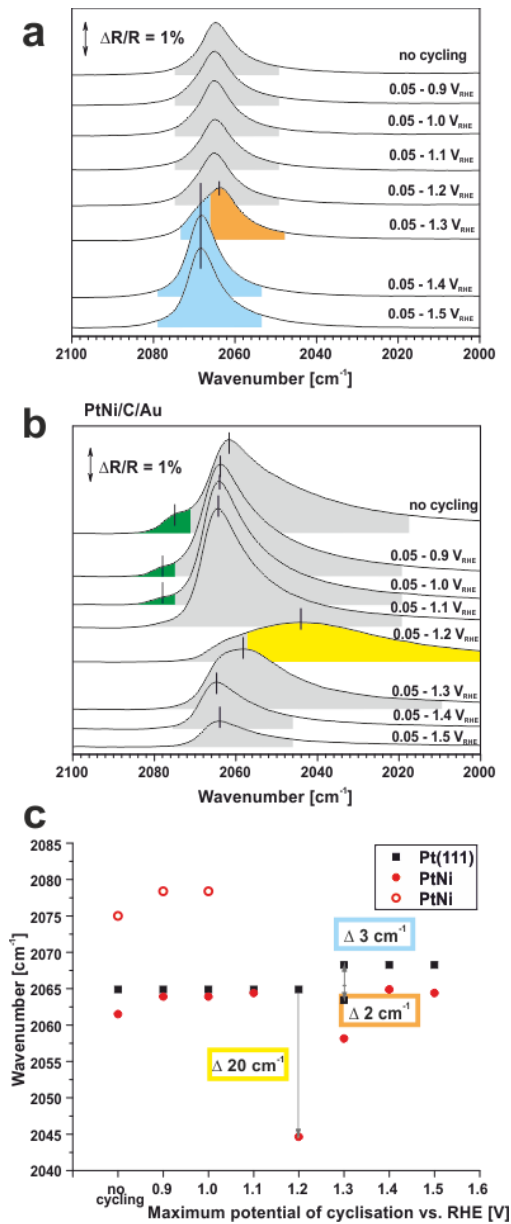 a
ΔR/R = 1%
no cycling
0.05 - 0.9 VRHE
0.05 - 1.0 VRHE
0.05 - 1.1 VRHE
0.05 - 1.2 VRHE
0.05 - 1.3 VRHE
0.05 - 1.4 VRHE
0.05 - 1.5 VRHE
2100 2080 2060 2040 2020 2000
Wavenumber [cm⁻¹]
PtNi/C/Au
b
ΔR/R = 1%
no cycling
0.05 - 0.9 VRHE
0.05 - 1.0 VRHE
0.05 - 1.1 VRHE
0.05 - 1.2 VRHE
0.05 - 1.3 VRHE
0.05 - 1.4 VRHE
0.05 - 1.5 VRHE
2100 2080 2060 2040 2020 2000
Wavenumber [cm⁻¹]
c
2085
2080
2075
2070
2065
2060
2055
2050
2045
2040
Wavenumber [cm⁻¹]
Pt(111)
PtNi
PtNi
Δ 3 cm⁻¹
Δ 2 cm⁻¹
Δ 20 cm⁻¹
no cycling 0.9 1.0 1.1 1.2 1.3 1.4 1.5 1.6
Maximum potential of cyclisation vs. RHE [V]